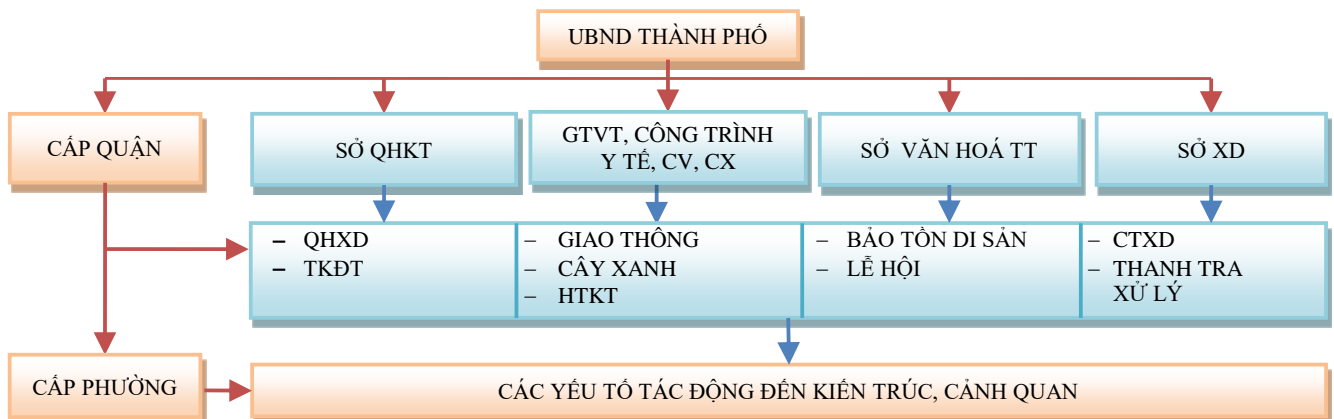 UBND THÀNH PHỐ
CẤP QUẬN
SỞ QHKT
GTVT, CÔNG TRÌNH
Y TẾ, CV, CX
SỞ VĂN HOÁ TT
SỞ XD
– QHXD
– TKĐT
– GIAO THÔNG
– CÂY XANH
– HTKT
– BẢO TỒN DI SẢN
– LỄ HỘI
– CTXD
– THANH TRA
XỬ LÝ
CẤP PHƯỜNG
CÁC YẾU TỐ TÁC ĐỘNG ĐẾN KIẾN TRÚC, CẢNH QUAN